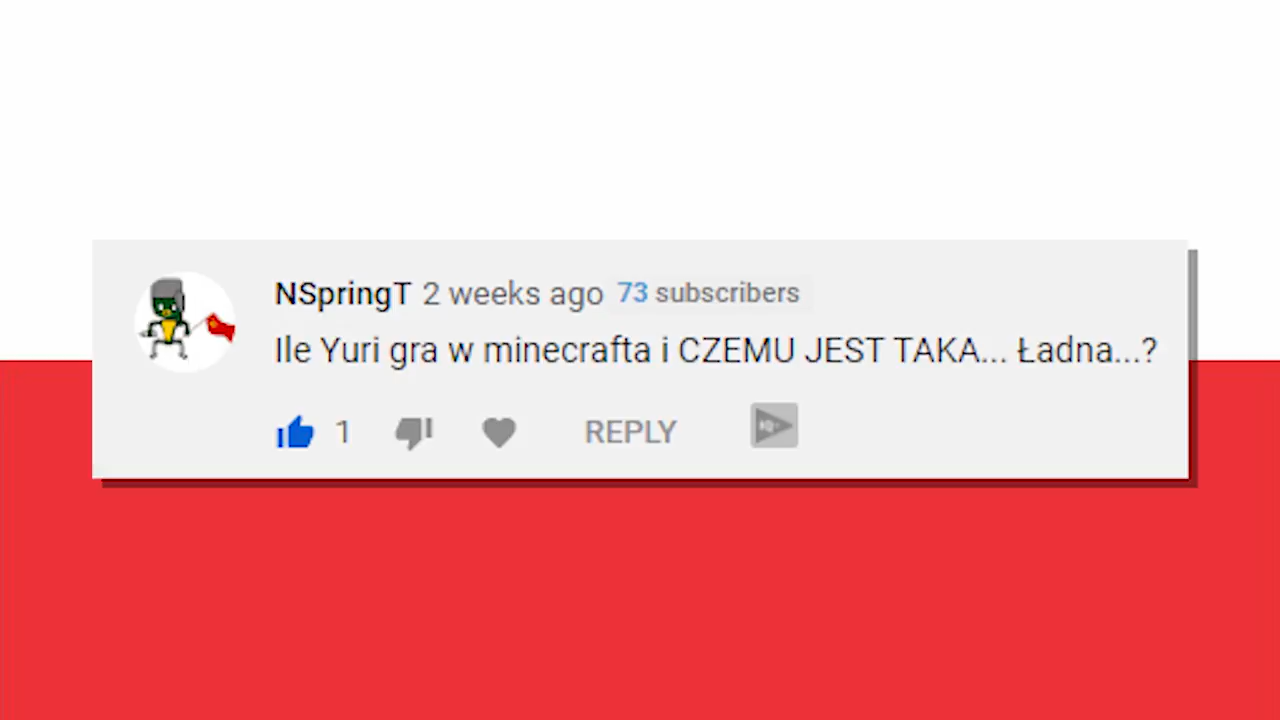 NSpringT 2 weeks ago 73 subscribers
Ile Yuri gra w minecrafta i CZEMU JEST TAKA... Ładna...?
1 REPLY